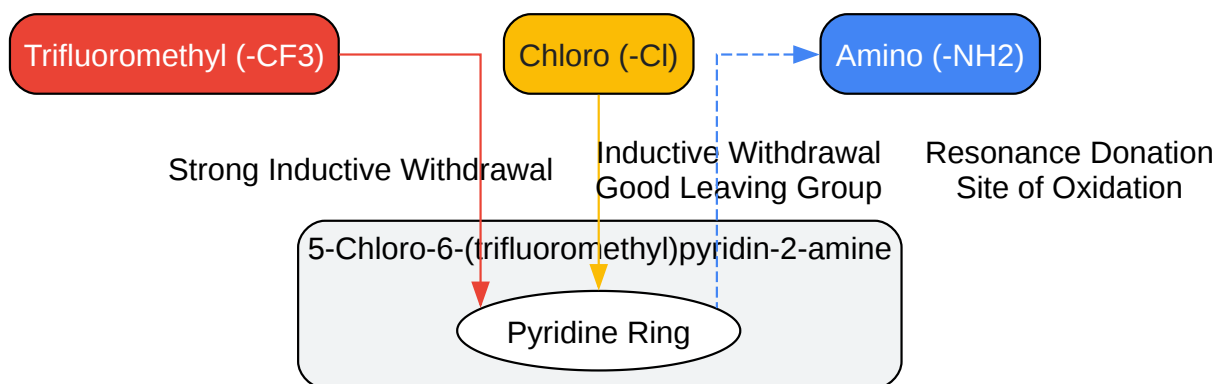 Trifluoromethyl (-CF3)
Chloro (-Cl)
Amino (-NH2)
Strong Inductive Withdrawal
Inductive Withdrawal
Good Leaving Group
Resonance Donation
Site of Oxidation
5-Chloro-6-(trifluoromethyl)pyridin-2-amine
Pyridine Ring